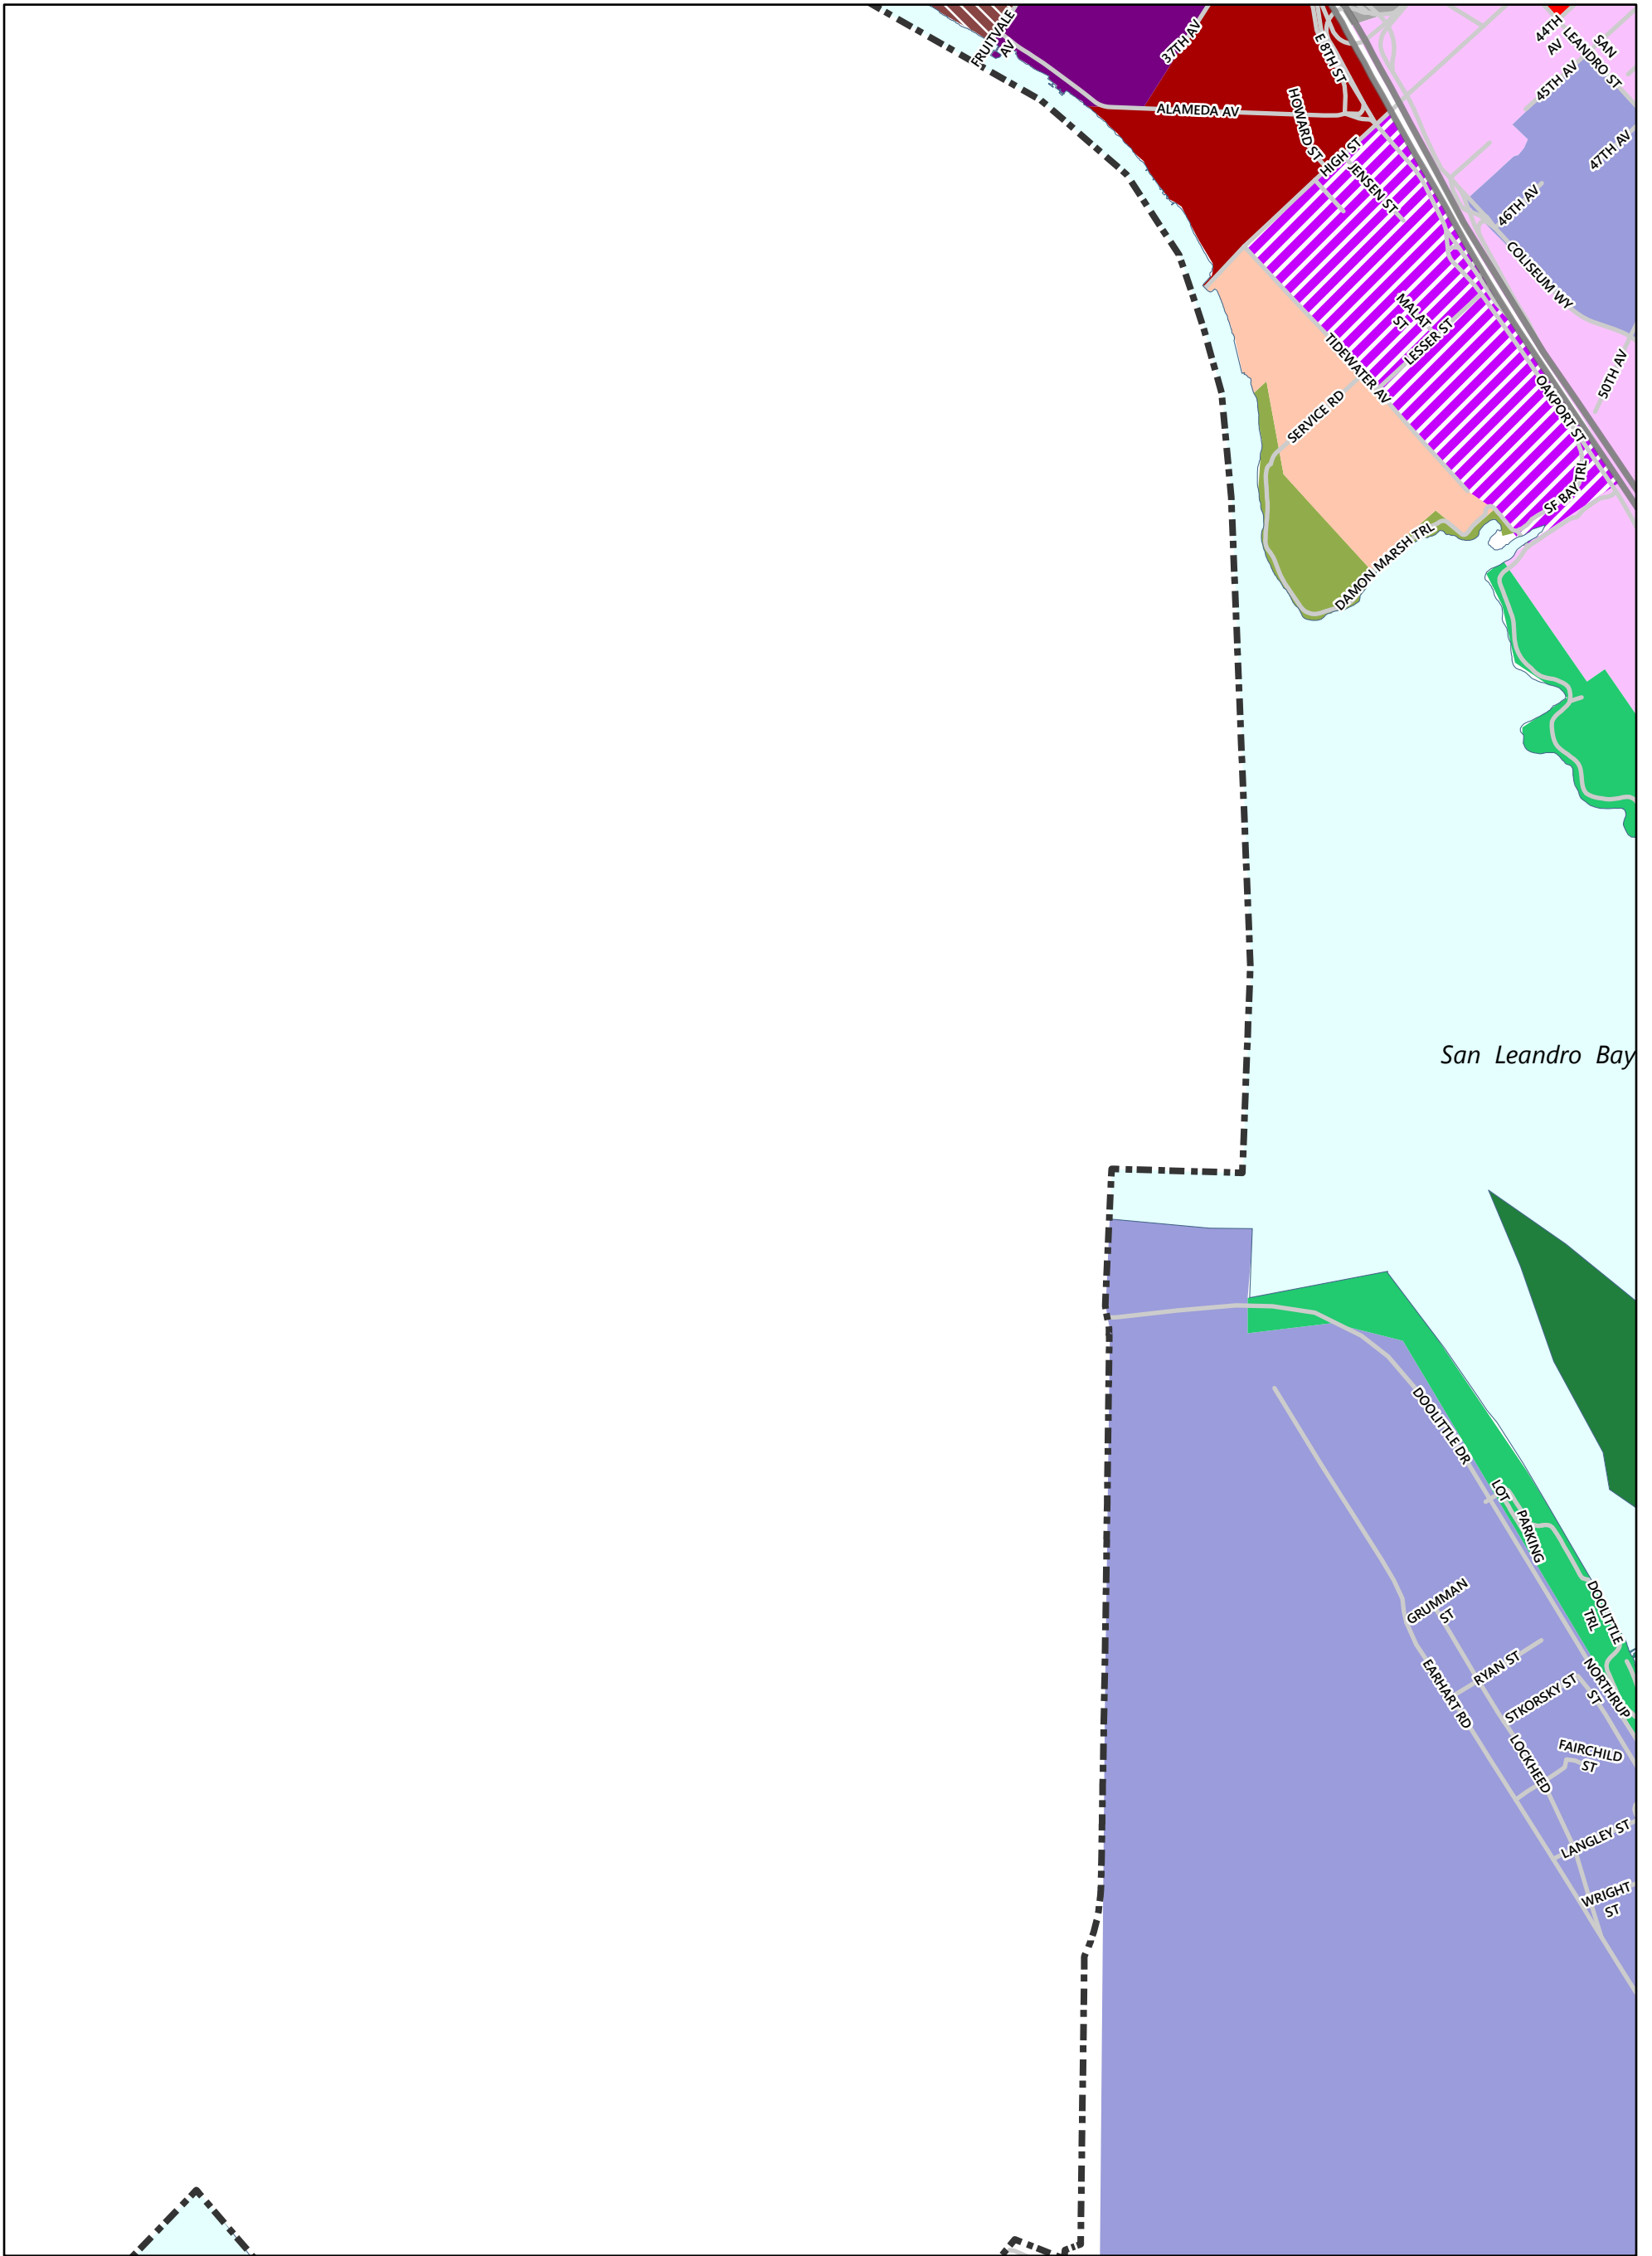 FRUITVALE
AV
37TH AV
E 8TH ST
44TH
AV
SAN
LEANDRO ST
45TH AV
ALAMEDA AV
HOWARD ST
HIGH ST
JENSEN ST
47TH AV
46TH AV
COLISEUM WY
MALAT
ST
LESSER ST
TIDEWATER AV
50TH AV
OAKPORT ST
SERVICE RD
SF BAY TRL
DAMON MARSH TRL
San Leandro Bay
DOOLITTLE DR
LOT
PARKING
DOOLITTLE
TRL
GRUMMAN
ST
EARHART RD
RYAN ST
STKORSKY ST
NORTHRUP
ST
LOCKHEED
FAIRCHILD
ST
LANGLEY ST
WRIGHT
ST